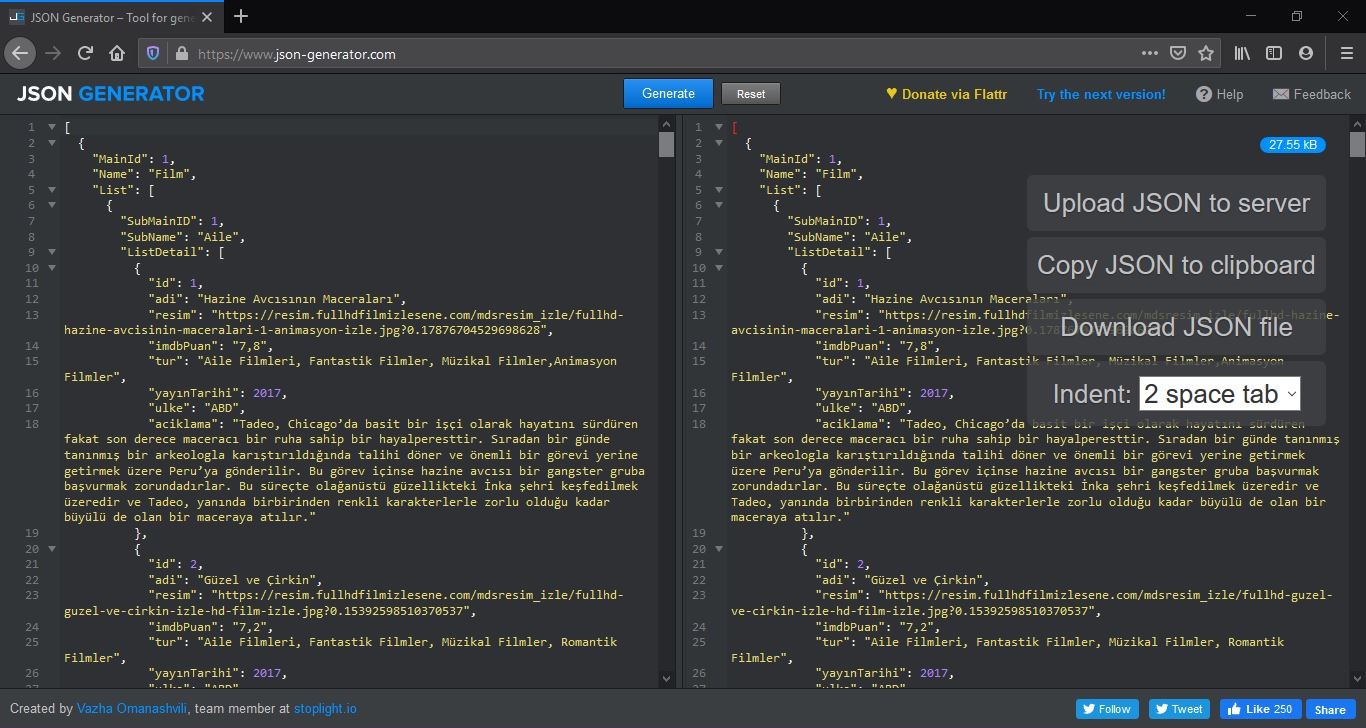 JSON Generator – Tool for gene
https://www.json-generator.com
JSON GENERATOR
Generate
Reset
Donate via Flattr
Try the next version!
Help
Feedback
1 [
2 {
3 "MainId": 1,
4 "Name": "Film",
5 "List": [
6 {
7 "SubMainID": 1,
8 "SubName": "Aile",
9 "ListDetail": [
10 {
11 "id": 1,
12 "adi": "Hazine Avcısının Maceraları",
13 "resim": "https://resim.fullhdfilmizlesene.com/mdsresim_izle/fullhd-
hazine-avcisinin-maceralari-1-animasyon-izle.jpg?0.17876704529698628",
14 "imdbPuan": "7,8",
15 "tur": "Aile Filmleri, Fantastik Filmler, Müzikal Filmler,Animasyon
Filmler",
16 "yayınTarihi": 2017,
17 "ulke": "ABD",
18 "aciklama": "Tadeo, Chicago’da basit bir işçi olarak hayatını sürdüren
fakat son derece maceracı bir ruha sahip bir hayalperesttir. Sıradan bir günde
tanınmış bir arkeologla karıştırıldığında talihi döner ve önemli bir görevi yerine
getirmek üzere Peru’ya gönderilir. Bu görev içinse hazine avcısı bir gangster gruba
başvurmak zorundadırlar. Bu süreçte olağanüstü güzellikteki İnka şehri keşfedilmek
üzeredir ve Tadeo, yanında birbirinden renkli karakterlerle zorlu olduğu kadar
büyülü de olan bir maceraya atılır."
19 },
20 {
21 "id": 2,
22 "adi": "Güzel ve Çirkin",
23 "resim": "https://resim.fullhdfilmizlesene.com/mdsresim_izle/fullhd-
guzel-ve-cirkin-izle-hd-film-izle.jpg?0.15392598510370537",
24 "imdbPuan": "7,2",
25 "tur": "Aile Filmleri, Fantastik Filmler, Müzikal Filmler, Romantik
Filmler",
26 "yayınTarihi": 2017,
1 [
2 {
3 "MainId": 1,
4 "Name": "Film",
5 "List": [
6 {
7 "SubMainID": 1,
8 "SubName": "Aile",
9 "ListDetail": [
10 {
11 "id": 1,
12 "adi": "Hazine Avcısının Maceraları",
13 "resim": "https://resim.fullhdfilmizlesene.com/mdsresim_izle/fullhd-hazine-
avcisinin-maceralari-1-animasyon-izle.jpg?0.17876704529698628",
14 "imdbPuan": "7,8",
15 "tur": "Aile Filmleri, Fantastik Filmler, Müzikal Filmler,Animasyon
Filmler",
16 "yayınTarihi": 2017,
17 "ulke": "ABD",
18 "aciklama": "Tadeo, Chicago’da basit bir işçi olarak hayatını sürdüren
fakat son derece maceracı bir ruha sahip bir hayalperesttir. Sıradan bir günde tanınmış
bir arkeologla karıştırıldığında talihi döner ve önemli bir görevi yerine getirmek
üzere Peru’ya gönderilir. Bu görev içinse hazine avcısı bir gangster gruba başvurmak
zorundadırlar. Bu süreçte olağanüstü güzellikteki İnka şehri keşfedilmek üzeredir ve
Tadeo, yanında birbirinden renkli karakterlerle zorlu olduğu kadar büyülü de olan bir
maceraya atılır."
19 },
20 {
21 "id": 2,
22 "adi": "Güzel ve Çirkin",
23 "resim": "https://resim.fullhdfilmizlesene.com/mdsresim_izle/fullhd-guzel-
ve-cirkin-izle-hd-film-izle.jpg?0.15392598510370537",
24 "imdbPuan": "7,2",
25 "tur": "Aile Filmleri, Fantastik Filmler, Müzikal Filmler, Romantik
Filmler",
26 "yayınTarihi": 2017,
27.55 kB
Upload JSON to server
Copy JSON to clipboard
Download JSON file
Indent: 2 space tab
Created by Vazha Omanashvili, team member at stoplight.io
Follow
Tweet
Like 250
Share